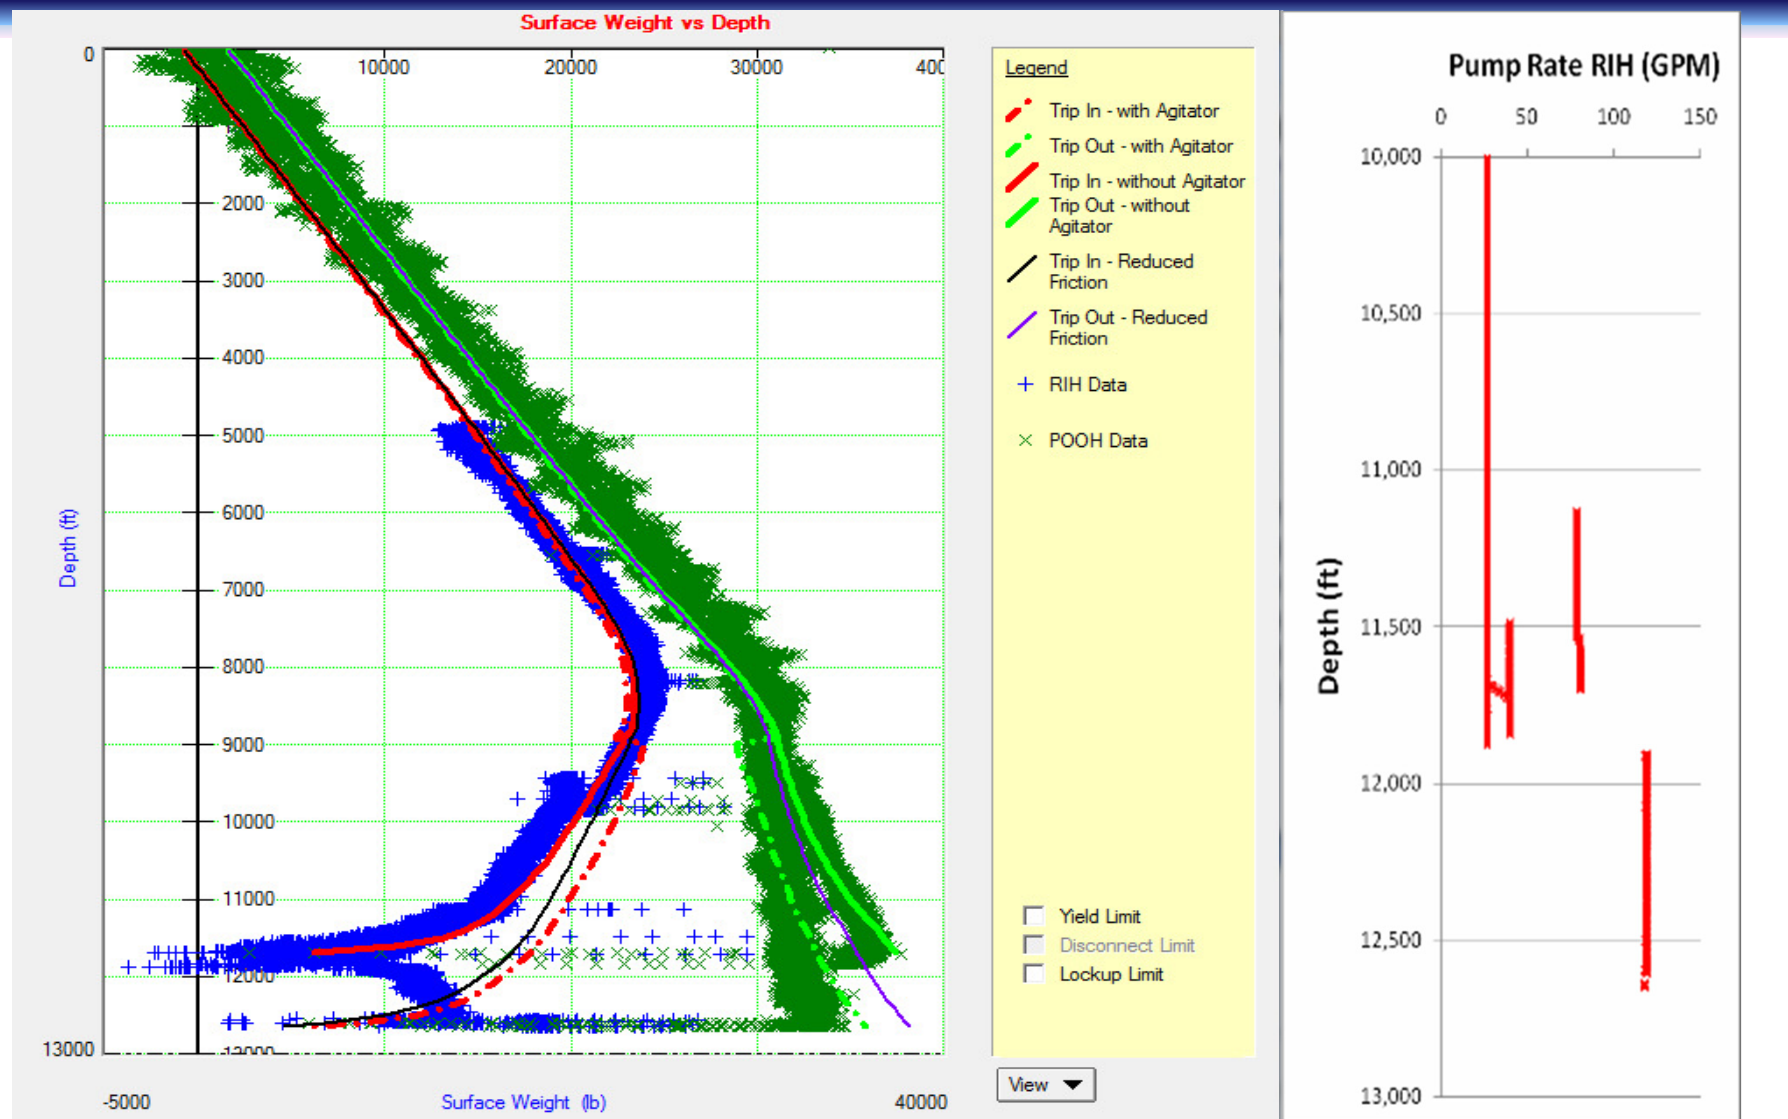 Surface Weight vs Depth
0
10000
20000
30000
400
2000
3000
4000
5000
6000
7000
8000
9000
10000
11000
12000
13000
13000
Depth (ft)
-5000
Surface Weight (lb)
40000
Legend
Trip In - with Agitator
Trip Out - with Agitator
Trip In - without Agitator
Trip Out - without
Agitator
Trip In - Reduced
Friction
Trip Out - Reduced
Friction
RIH Data
POOH Data
Yield Limit
Disconnect Limit
Lockup Limit
View
Pump Rate RIH (GPM)
0
50
100
150
10,000
10,500
11,000
11,500
12,000
12,500
13,000
Depth (ft)